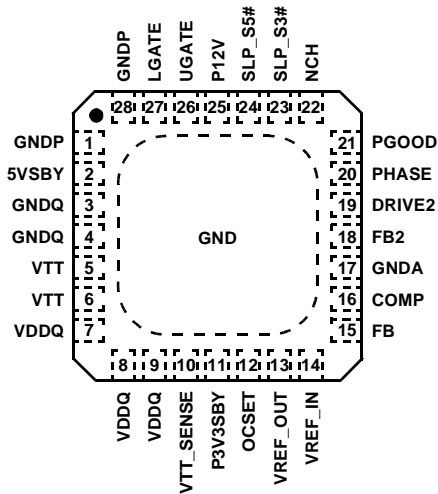 GNDP
LGATE
UGATE
P12V
SLP_S5#
SLP_S3#
NCH
28 27 26 25 24 23 22
GNDP 1
5VSBY 2
GNDQ 3
GNDQ 4
VTT 5
VTT 6
VDDQ 7
GND
21 PGOOD
20 PHASE
19 DRIVE2
18 FB2
17 GNDA
16 COMP
15 FB
8 9 10 11 12 13 14
VDDQ
VDDQ
VTT_SENSE
P3V3SBY
OCSET
VREF_OUT
VREF_IN